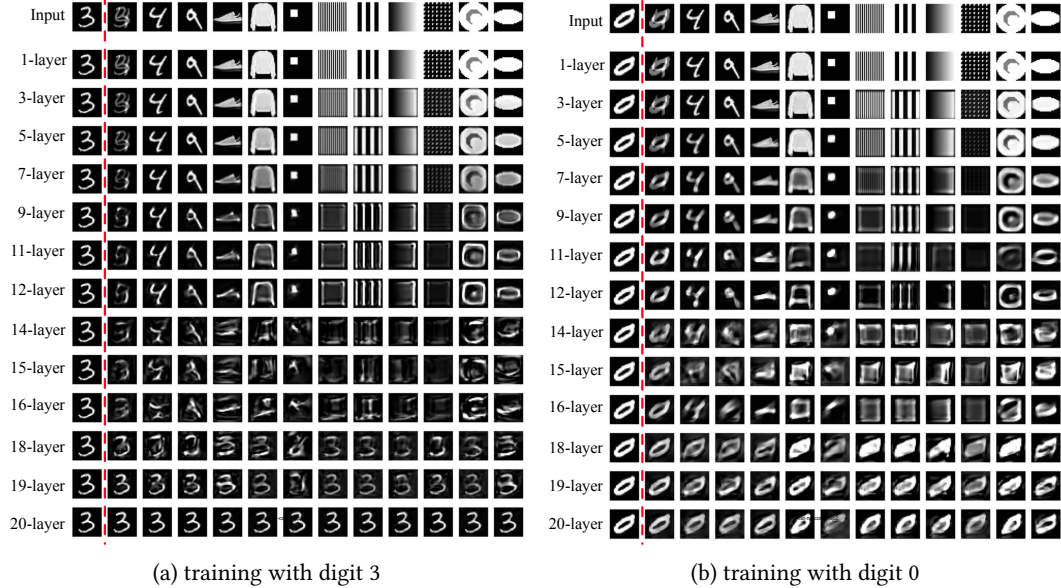 Input
1-layer
3-layer
5-layer
7-layer
9-layer
11-layer
12-layer
14-layer
15-layer
16-layer
18-layer
19-layer
20-layer
(a) training with digit 3
Input
1-layer
3-layer
5-layer
7-layer
9-layer
11-layer
12-layer
14-layer
15-layer
16-layer
18-layer
19-layer
20-layer
(b) training with digit 0